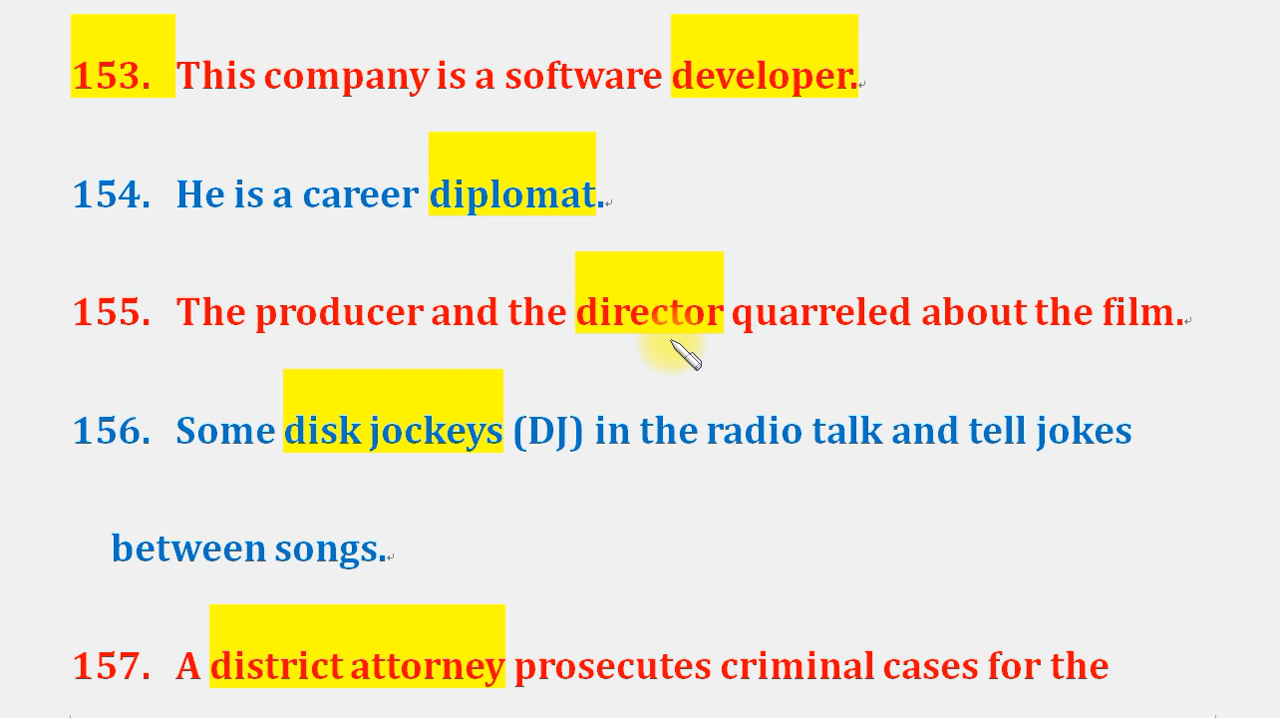 153. This company is a software developer.
154. He is a career diplomat.
155. The producer and the director quarreled about the film.
156. Some disk jockeys (DJ) in the radio talk and tell jokes
between songs.
157. A district attorney prosecutes criminal cases for the